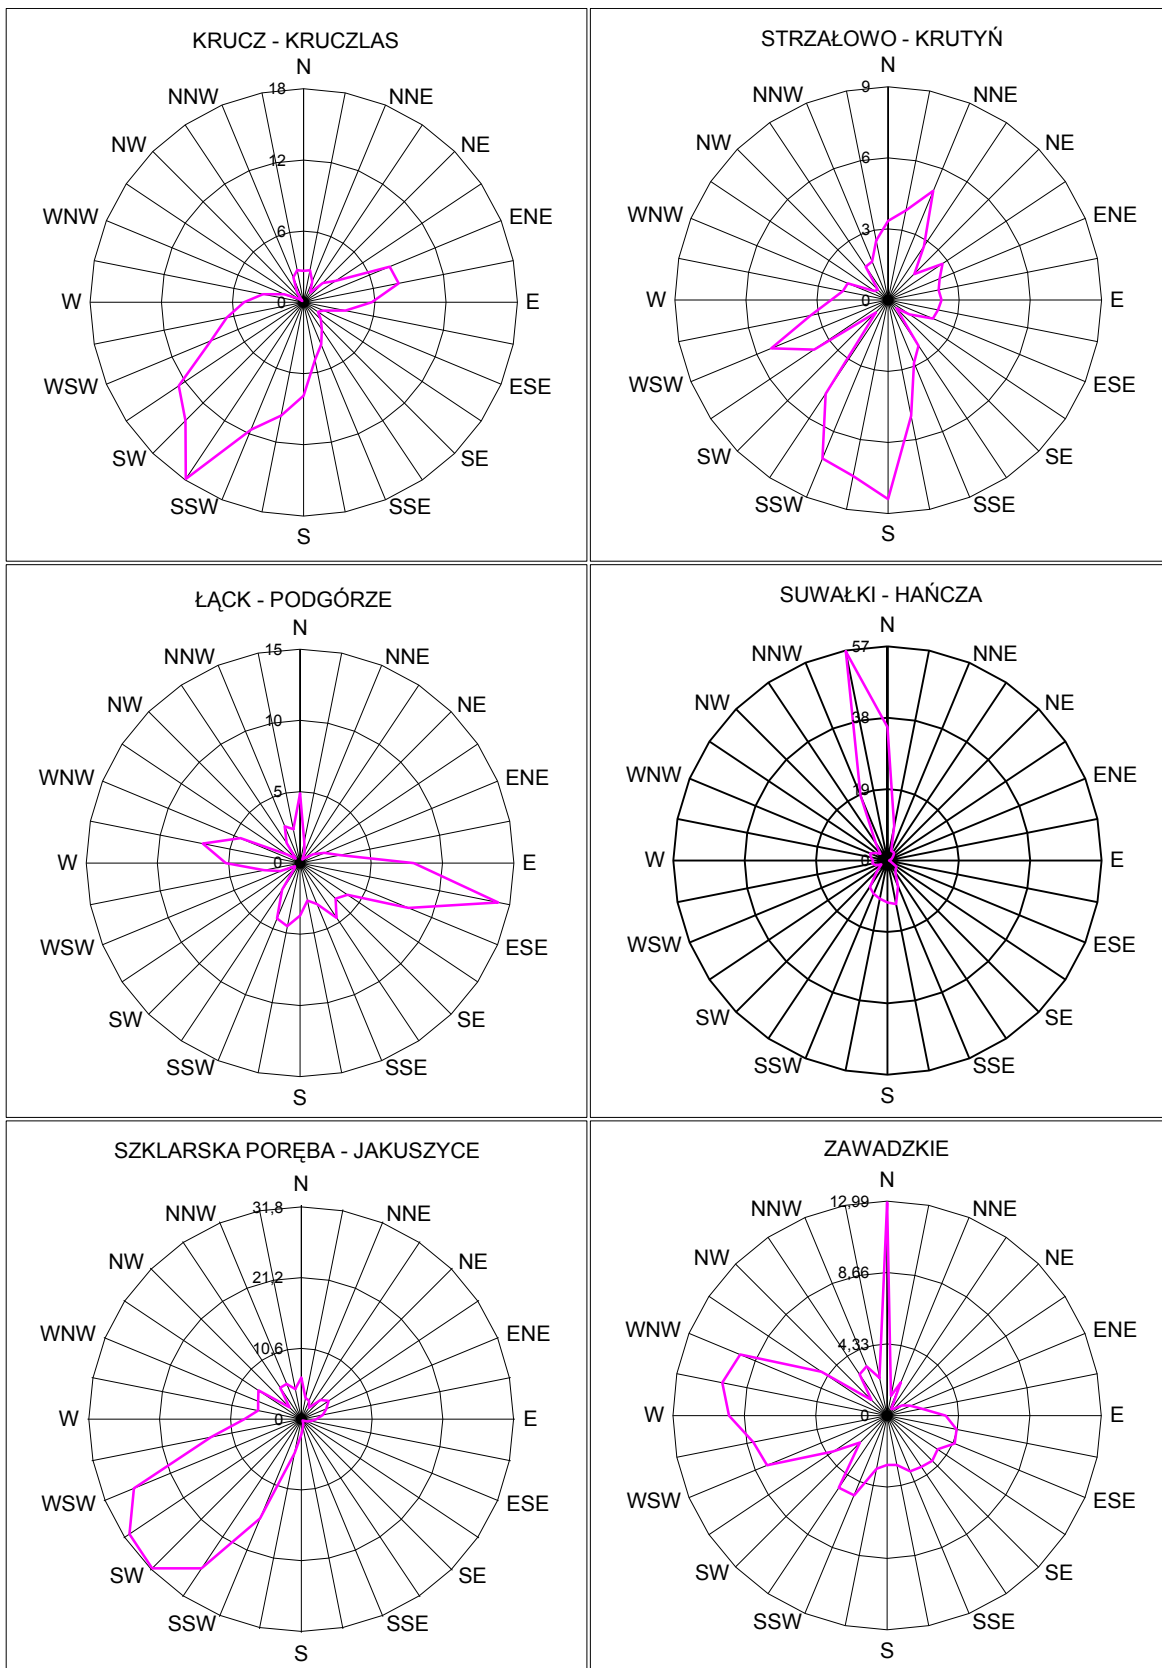 KRUCZ - KRUCZLAS
N
18
NNW
NNE
NW
NE
12
WNW
ENE
6
W
0
E
WSW
ESE
SW
SE
SSW
SSE
S
STRZAŁOWO - KRUTYŃ
N
9
NNW
NNE
NW
NE
6
WNW
ENE
3
W
0
E
WSW
ESE
SW
SE
SSW
SSE
S
ŁĄCK - PODGÓRZE
N
15
NNW
NNE
NW
NE
10
WNW
ENE
5
W
0
E
WSW
ESE
SW
SE
SSW
SSE
S
SUWAŁKI - HAŃCZA
N
57
NNW
NNE
NW
NE
38
WNW
ENE
19
W
0
E
WSW
ESE
SW
SE
SSW
SSE
S
SZKLARSKA PORĘBA - JAKUSZYCE
N
31,8
NNW
NNE
NW
NE
21,2
WNW
ENE
10,6
W
0
E
WSW
ESE
SW
SE
SSW
SSE
S
ZAWADZKIE
N
12,99
NNW
NNE
NW
NE
8,66
WNW
ENE
4,33
W
0
E
WSW
ESE
SW
SE
SSW
SSE
S